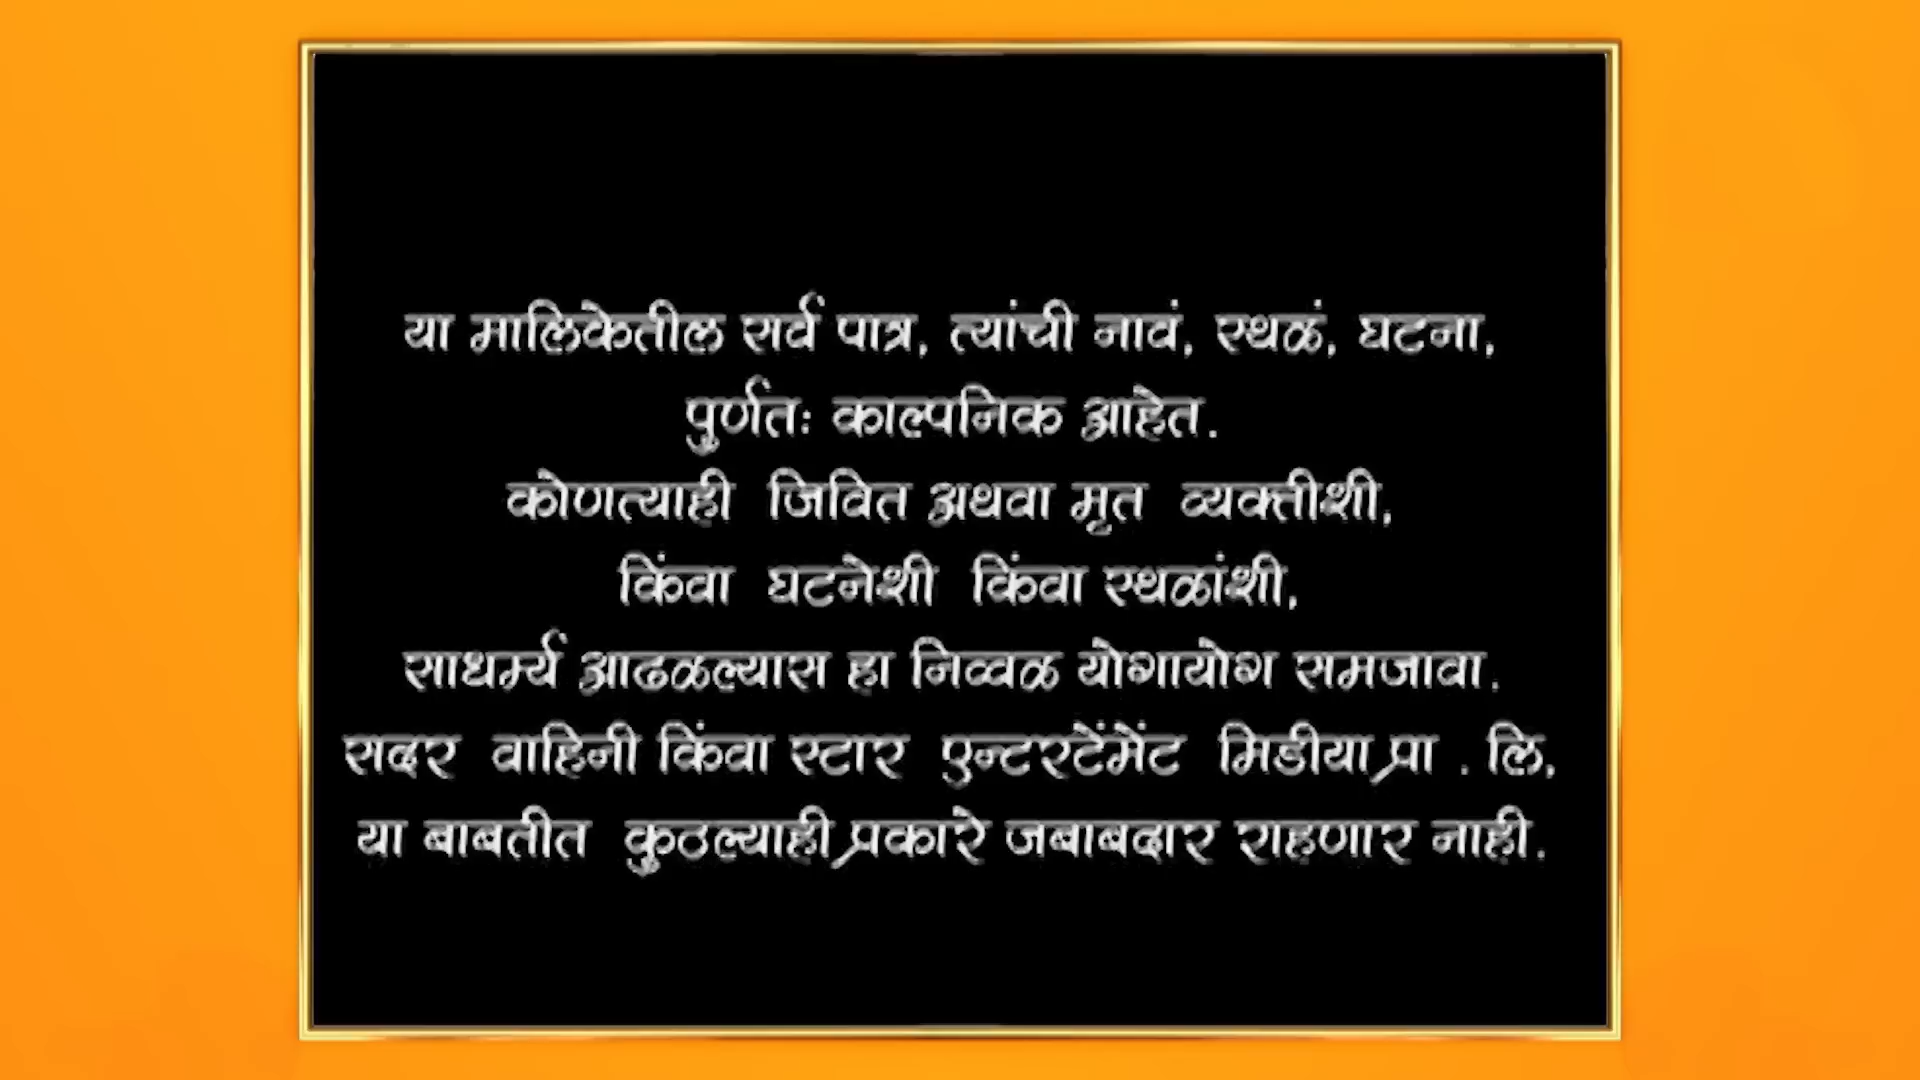 या मालिकेतील सर्व पात्र, त्यांची नावं, स्थळं, घटना,
पुर्णतः काल्पनिक आहेत.
कोणत्याही जिवित अथवा मृत व्यक्तीशी,
किंवा घटनेशी किंवा स्थळांशी,
साधर्म्य आढळल्यास हा निव्वळ योगायोग समजावा.
सदर वाहिनी किंवा स्टार एन्टरटेंमेंट मिडीया प्रा . लि,
या बाबतीत कुठल्याही प्रकारे जबाबदार राहणार नाही.